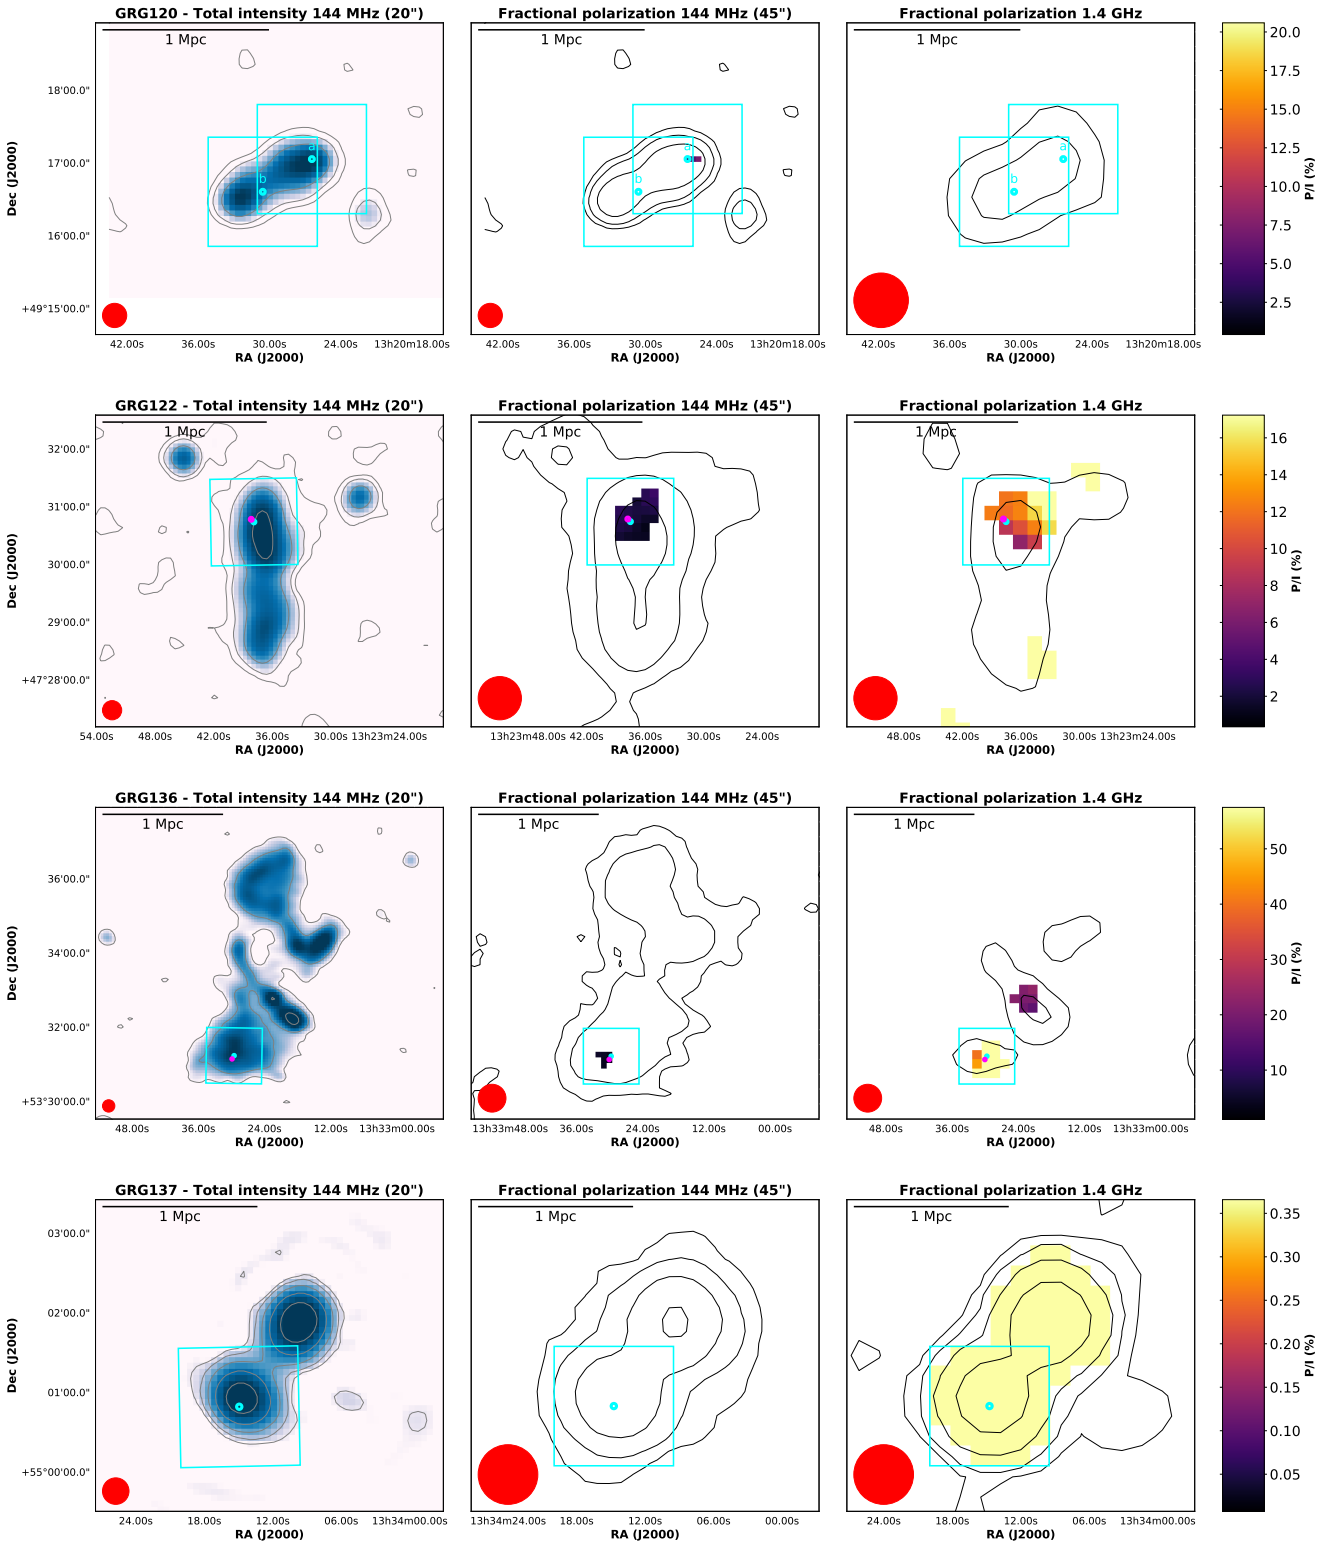 GRG120 - Total intensity 144 MHz (20")
Fractional polarization 144 MHz (45")
Fractional polarization 1.4 GHz
1 Mpc
1 Mpc
1 Mpc
a
b
a
b
a
b
18'00.0"
17'00.0"
16'00.0"
+49°15'00.0"
Dec (J2000)
42.00s 36.00s 30.00s 24.00s 13h20m18.00s
42.00s 36.00s 30.00s 24.00s 13h20m18.00s
42.00s 36.00s 30.00s 24.00s 13h20m18.00s
RA (J2000)
RA (J2000)
RA (J2000)
20.0
17.5
15.0
12.5
10.0
7.5
5.0
2.5
P/I (%)
GRG122 - Total intensity 144 MHz (20")
Fractional polarization 144 MHz (45")
Fractional polarization 1.4 GHz
1 Mpc
1 Mpc
1 Mpc
32'00.0"
31'00.0"
30'00.0"
29'00.0"
+47°28'00.0"
Dec (J2000)
54.00s 48.00s 42.00s 36.00s 30.00s 13h23m24.00s
13h23m48.00s 42.00s 36.00s 30.00s 24.00s
48.00s 42.00s 36.00s 30.00s 13h23m24.00s
RA (J2000)
RA (J2000)
RA (J2000)
16
14
12
10
8
6
4
2
P/I (%)
GRG136 - Total intensity 144 MHz (20")
Fractional polarization 144 MHz (45")
Fractional polarization 1.4 GHz
1 Mpc
1 Mpc
1 Mpc
36'00.0"
34'00.0"
32'00.0"
+53°30'00.0"
Dec (J2000)
48.00s 36.00s 24.00s 12.00s 13h33m00.00s
13h33m48.00s 36.00s 24.00s 12.00s 00.00s
48.00s 36.00s 24.00s 12.00s 13h33m00.00s
RA (J2000)
RA (J2000)
RA (J2000)
50
40
30
20
10
P/I (%)
GRG137 - Total intensity 144 MHz (20")
Fractional polarization 144 MHz (45")
Fractional polarization 1.4 GHz
1 Mpc
1 Mpc
1 Mpc
03'00.0"
02'00.0"
01'00.0"
+55°00'00.0"
Dec (J2000)
24.00s 18.00s 12.00s 06.00s 13h34m00.00s
13h34m24.00s 18.00s 12.00s 06.00s 00.00s
24.00s 18.00s 12.00s 06.00s 13h34m00.00s
RA (J2000)
RA (J2000)
RA (J2000)
0.35
0.30
0.25
0.20
0.15
0.10
0.05
P/I (%)